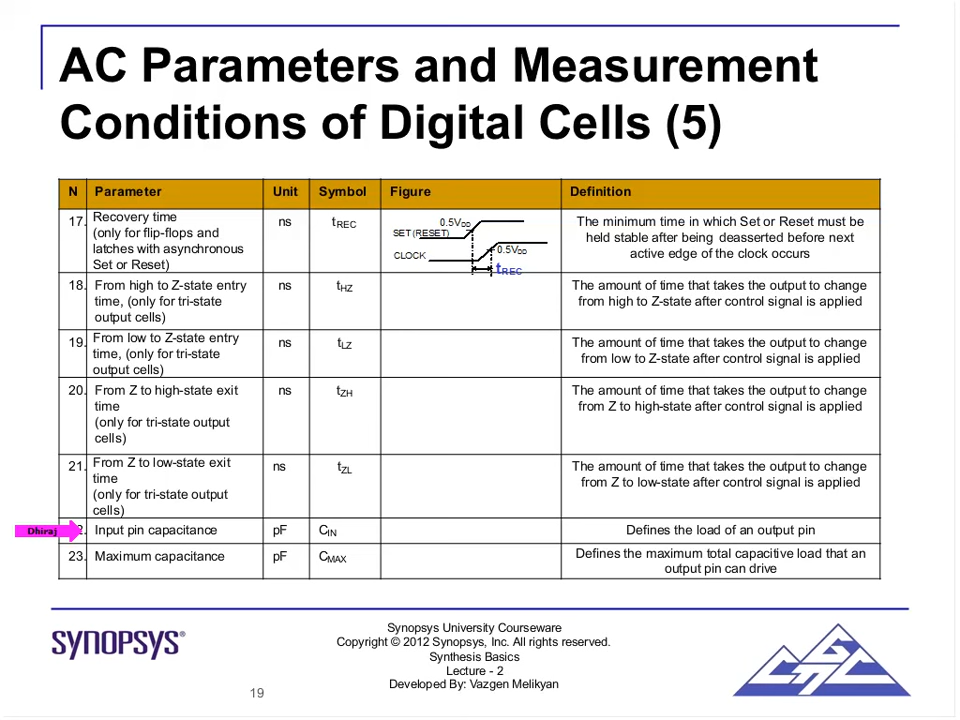 AC Parameters and Measurement
Conditions of Digital Cells (5)
N Parameter Unit Symbol Figure Definition
17. Recovery time
(only for flip-flops and
latches with asynchronous
Set or Reset)
ns
tREC
0.5VDD
SET (RESET)
CLOCK
0.5VDD
tREC
The minimum time in which Set or Reset must be
held stable after being deasserted before next
active edge of the clock occurs
18. From high to Z-state entry
time, (only for tri-state
output cells)
ns
tHZ
The amount of time that takes the output to change
from high to Z-state after control signal is applied
19. From low to Z-state entry
time, (only for tri-state
output cells)
ns
tLZ
The amount of time that takes the output to change
from low to Z-state after control signal is applied
20. From Z to high-state exit
time
(only for tri-state output
cells)
ns
tZH
The amount of time that takes the output to change
from Z to high-state after control signal is applied
21. From Z to low-state exit
time
(only for tri-state output
cells)
ns
tZL
The amount of time that takes the output to change
from Z to low-state after control signal is applied
Dhiraj
2. Input pin capacitance pF CIN Defines the load of an output pin
23. Maximum capacitance pF CMAX
Defines the maximum total capacitive load that an
output pin can drive
SYNOPSYS®
Synopsys University Courseware
Copyright © 2012 Synopsys, Inc. All rights reserved.
Synthesis Basics
Lecture - 2
Developed By: Vazgen Melikyan
19